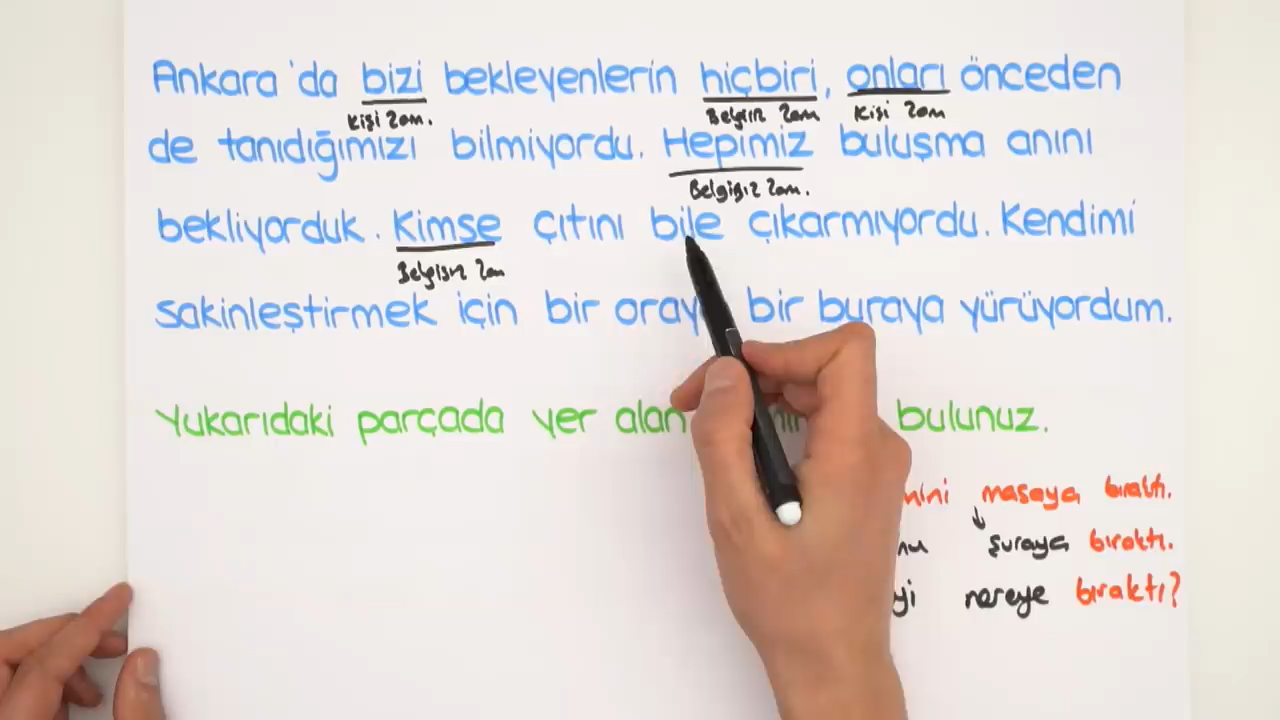 Ankara'da bizi bekleyenlerin hiçbiri, onları önceden
Kişi Zam. Belgisiz Zam Kişi Zam
de tanıdığımızı bilmiyordu. Hepimiz buluşma anını
Belgisiz Zam.
bekliyorduk. Kimse çıtını bile çıkarmıyordu. Kendimi
Belgisiz Zam
sakinleştirmek için bir oraya bir buraya yürüyordum.
Yukarıdaki parçada yer alan bulunuz.
masaya bıraktı.
şuraya bıraktı.
nereye bıraktı?